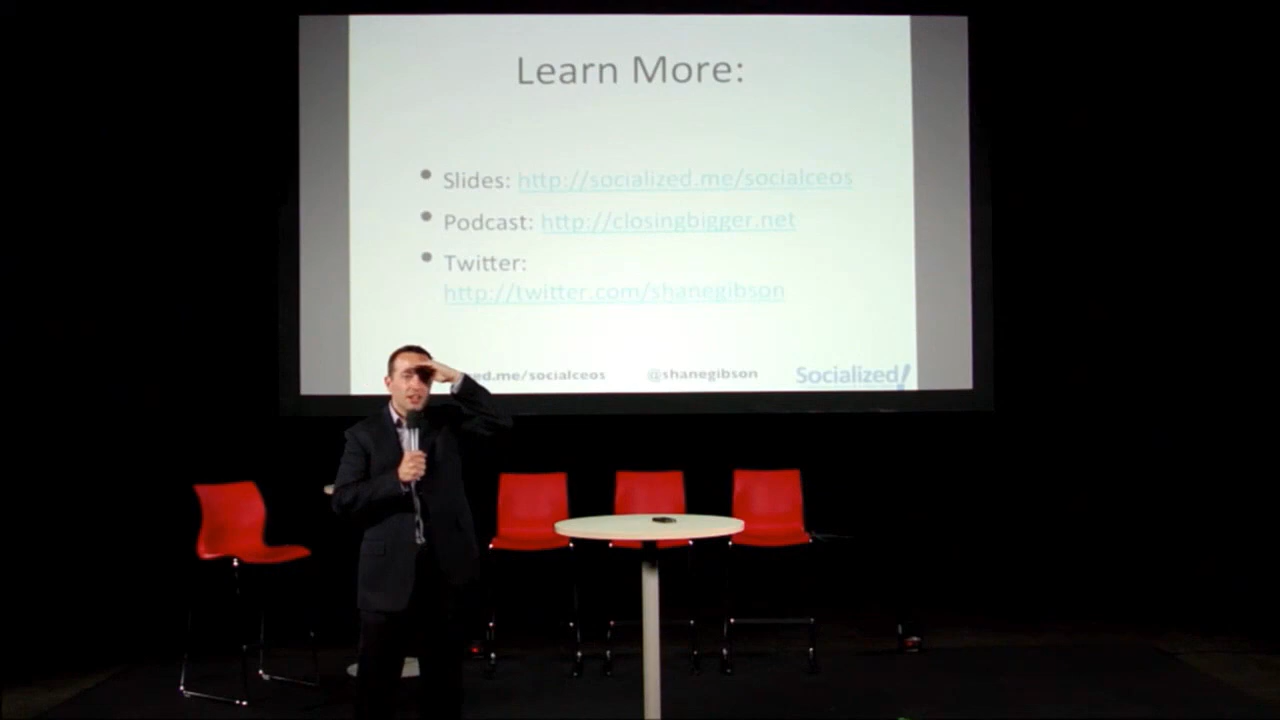 Learn More:
• Slides: http://socialized.me/socialceos
• Podcast: http://closingbigger.net
• Twitter:
http://twitter.com/shanegibson
ed.me/socialceos @shanegibson Socialized!